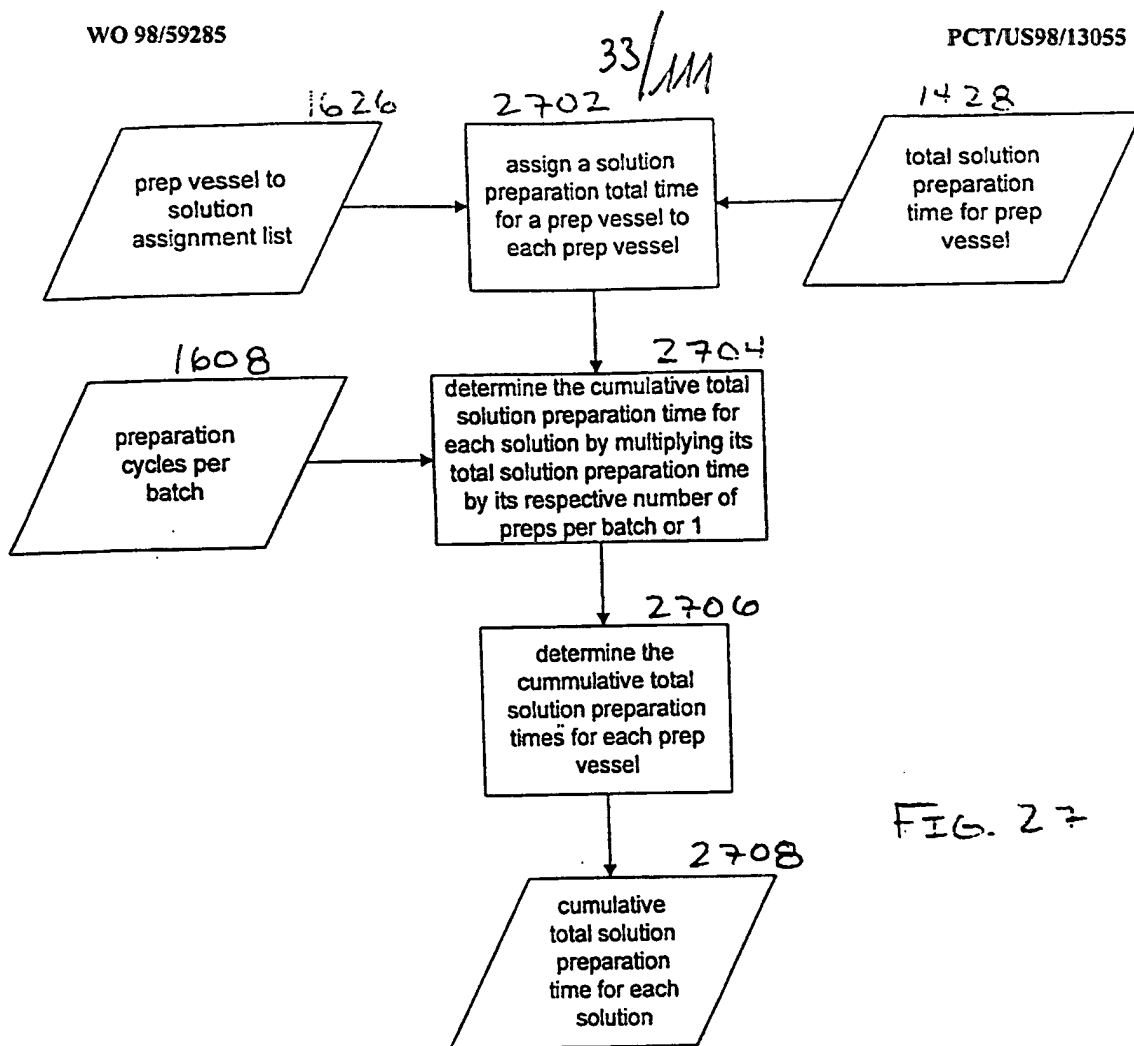 WO 98/59285
PCT/US98/13055
33/111
1626
2702
1428
prep vessel to
solution
assignment list
assign a solution
preparation total time
for a prep vessel to
each prep vessel
total solution
preparation
time for prep
vessel
1608
2704
preparation
cycles per
batch
determine the cumulative total
solution preparation time for
each solution by multiplying its
total solution preparation time
by its respective number of
preps per batch or 1
2706
determine the
cummulative total
solution preparation
times for each prep
vessel
FIG. 27
2708
cumulative
total solution
preparation
time for each
solution